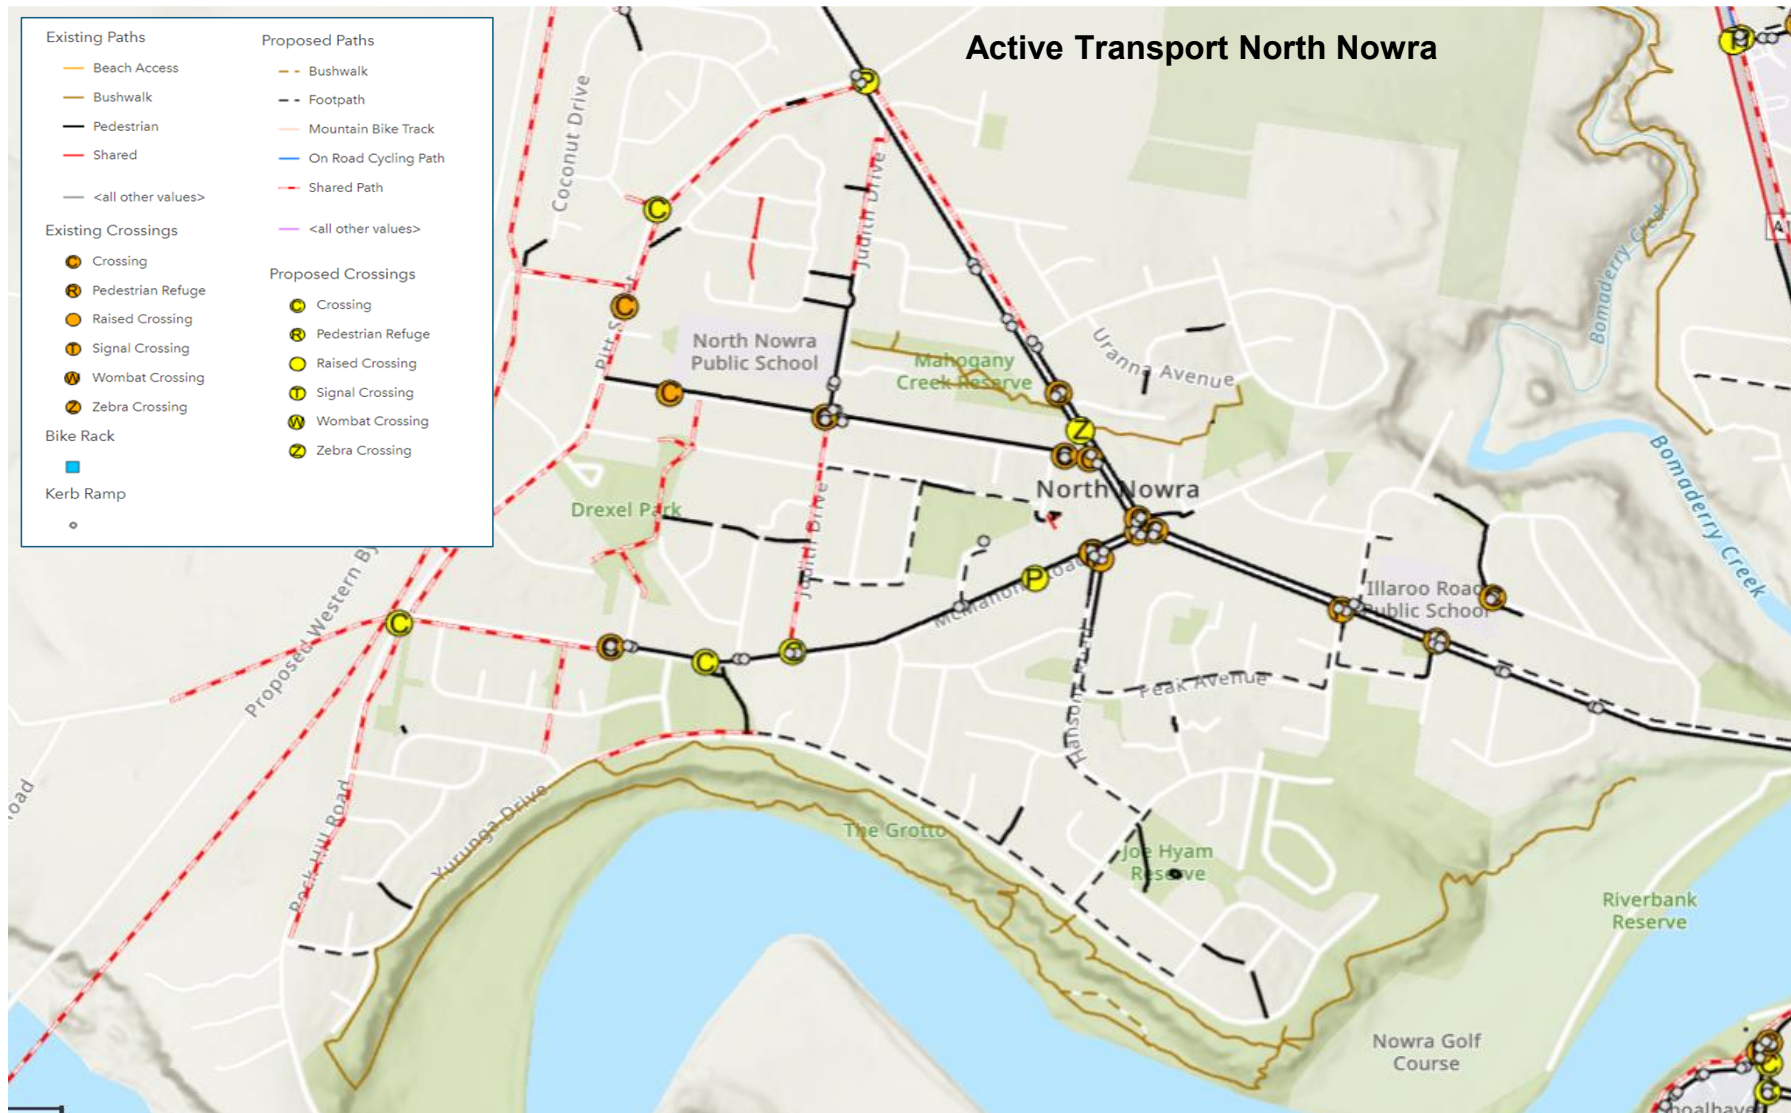 Active Transport North Nowra
Existing Paths
Beach Access
Bushwalk
Pedestrian
Shared
<all other values>
Existing Crossings
C Crossing
R Pedestrian Refuge
Raised Crossing
T Signal Crossing
W Wombat Crossing
Z Zebra Crossing
Bike Rack
Kerb Ramp
Proposed Paths
Bushwalk
Footpath
Mountain Bike Track
On Road Cycling Path
Shared Path
<all other values>
Proposed Crossings
C Crossing
R Pedestrian Refuge
Raised Crossing
T Signal Crossing
W Wombat Crossing
Z Zebra Crossing
Coconut Drive
Judith Drive
C
C
Pitt
North Nowra
Public School
Mahogany
Creek Reserve
Uranna Avenue
Bomaderry Creek
Bomaderry Creek
A
C
Z
North Nowra
Drexel Park
Judith Drive
Proposed Western By
P
McMahon Road
Illaroo Road
Public School
C
C
Peak Avenue
Hanson
Road
Rock Hill Road
Yurunga Drive
The Grotto
Joe Hyam
Reserve
Riverbank
Reserve
Nowra Golf
Course